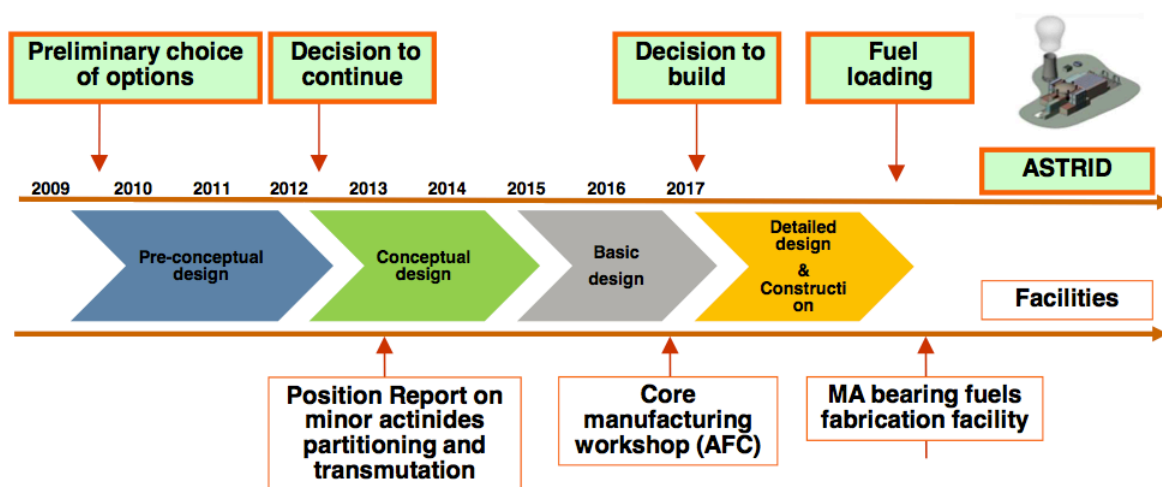 Preliminary choice
of options
Decision to
continue
Decision to
build
Fuel
loading
ASTRID
2009 2010 2011 2012 2013 2014 2015 2016 2017
Pre-conceptual
design
Conceptual
design
Basic
design
Detailed
design
&
Constructi
on
Facilities
Position Report on
minor actinides
partitioning and
transmutation
Core
manufacturing
workshop (AFC)
MA bearing fuels
fabrication facility